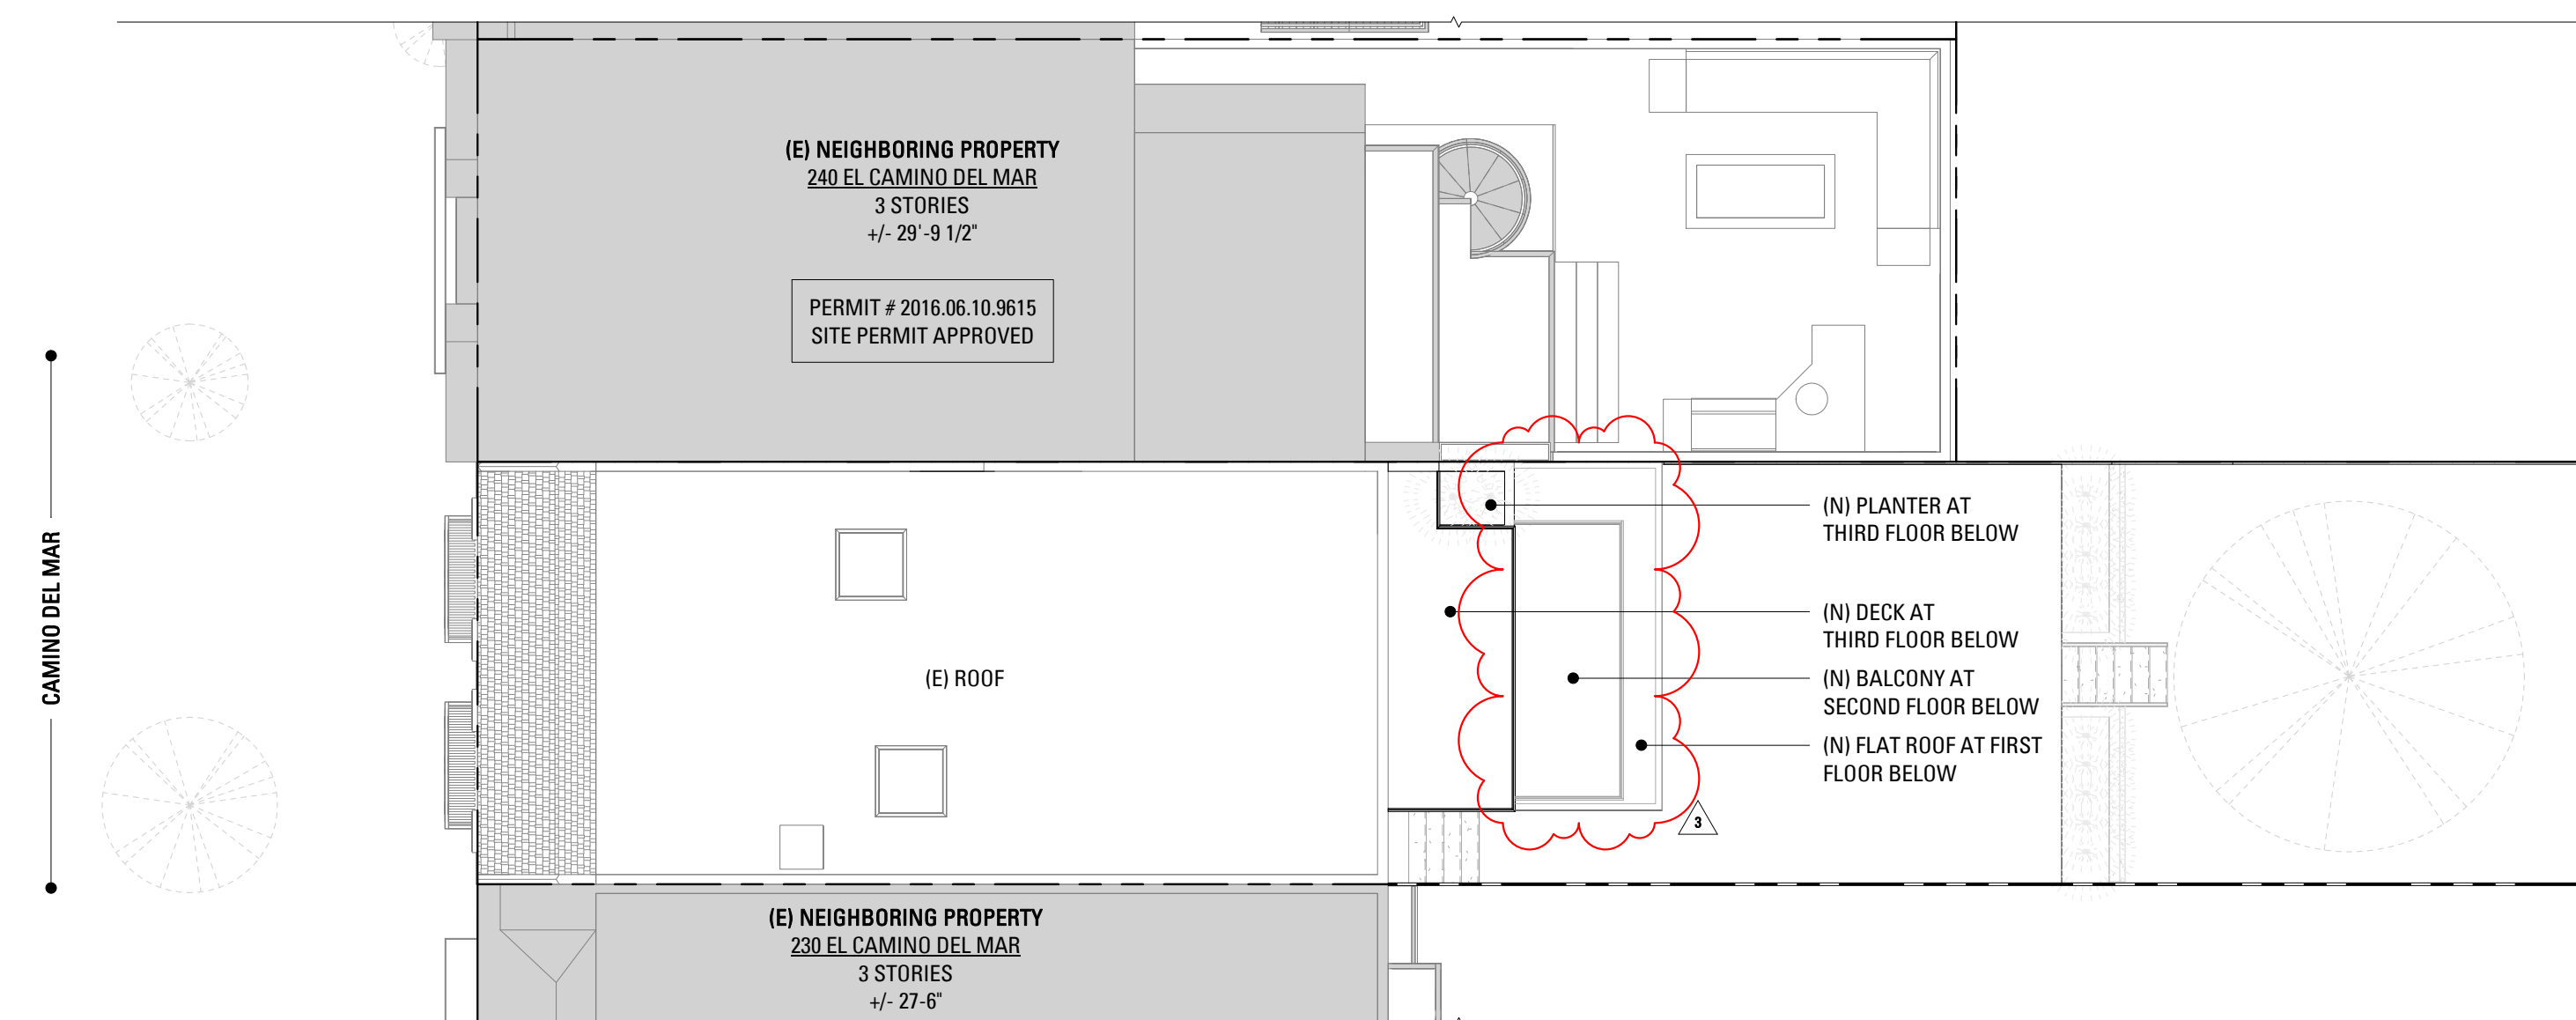 (E) NEIGHBORING PROPERTY
240 EL CAMINO DEL MAR
3 STORIES
+/- 29'-9 1/2"
PERMIT # 2016.06.10.9615
SITE PERMIT APPROVED
CAMINO DEL MAR
(E) ROOF
(N) PLANTER AT
THIRD FLOOR BELOW
(N) DECK AT
THIRD FLOOR BELOW
(N) BALCONY AT
SECOND FLOOR BELOW
(N) FLAT ROOF AT FIRST
FLOOR BELOW
3
(E) NEIGHBORING PROPERTY
230 EL CAMINO DEL MAR
3 STORIES
+/- 27-6"